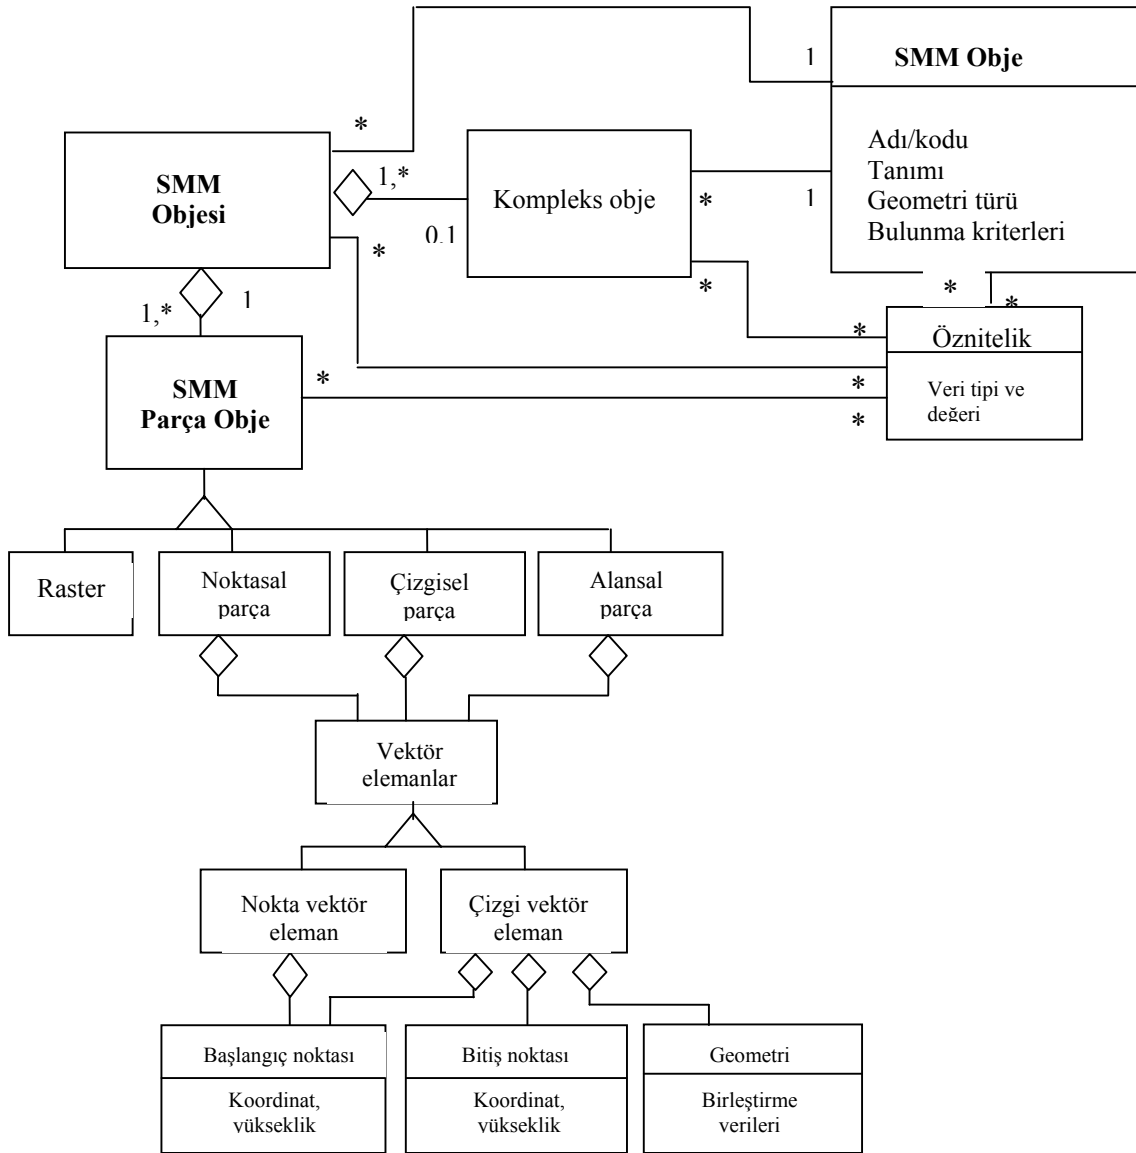 1
SMM Obje
*
Adı/kodu
Tanımı
Geometri türü
Bulunma kriterleri
SMM
Objesi
1,*
Kompleks obje
*
1
0,1
*
*
*
*
1,*
1
*
Öznitelik
SMM
Parça Obje
*
*
Veri tipi ve
değeri
*
Raster
Noktasal
parça
Çizgisel
parça
Alansal
parça
Vektör
elemanlar
Nokta vektör
eleman
Çizgi vektör
eleman
Başlangıç noktası
Koordinat,
yükseklik
Bitiş noktası
Koordinat,
yükseklik
Geometri
Birleştirme
verileri